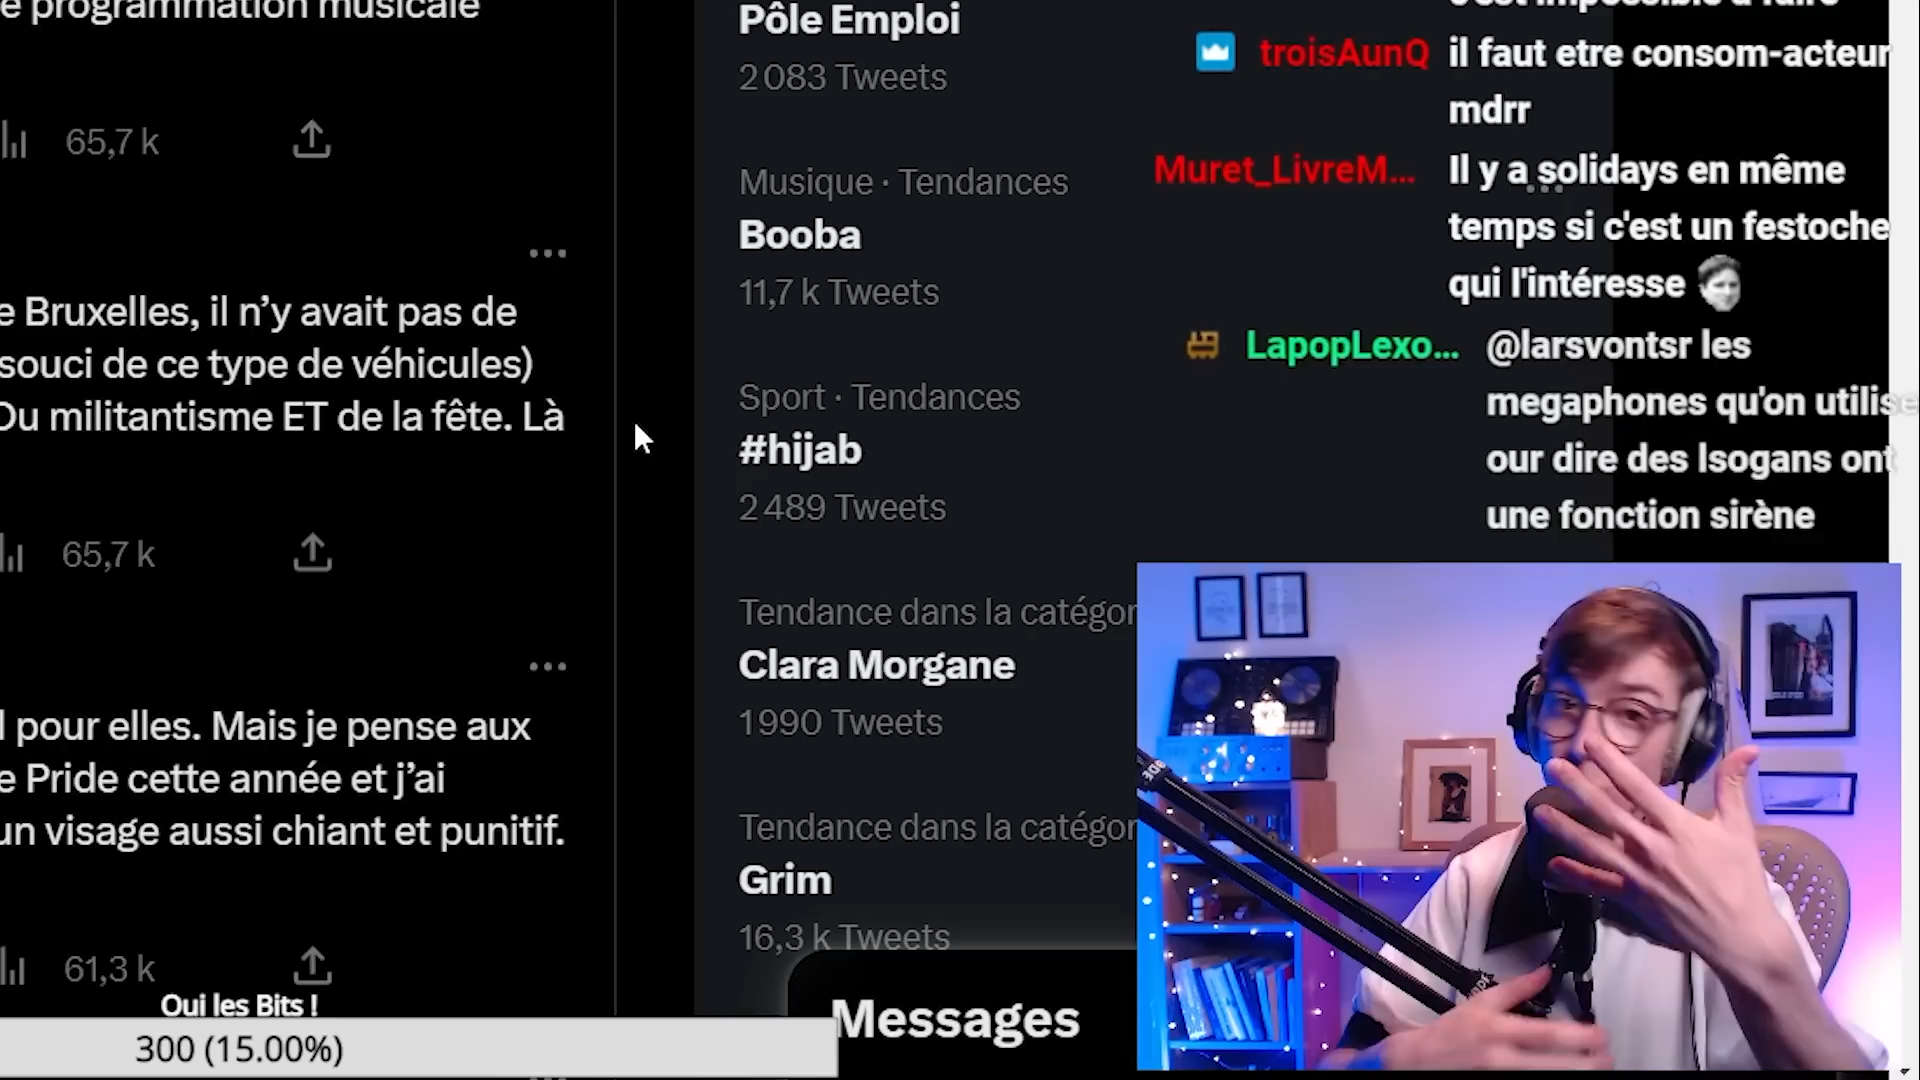 e programmation musicale
65,7 k
e Bruxelles, il n’y avait pas de
souci de ce type de véhicules)
Du militantisme ET de la fête. Là
65,7 k
l pour elles. Mais je pense aux
e Pride cette année et j’ai
un visage aussi chiant et punitif.
61,3 k
Oui les Bits !
300 (15.00%)
Pôle Emploi
2 083 Tweets
Musique · Tendances
Booba
11,7 k Tweets
Sport · Tendances
#hijab
2 489 Tweets
Tendance dans la catégor
Clara Morgane
1 990 Tweets
Tendance dans la catégor
Grim
16,3 k Tweets
Messages
c'est impossible à faire
troisAunQ il faut etre consom-acteur
mdrr
Muret_LivreM... Il y a solidays en même
temps si c'est un festoche
qui l'intéresse
LapopLexo... @larsvontsr les
megaphones qu'on utilise
our dire des lsogans ont
une fonction sirène